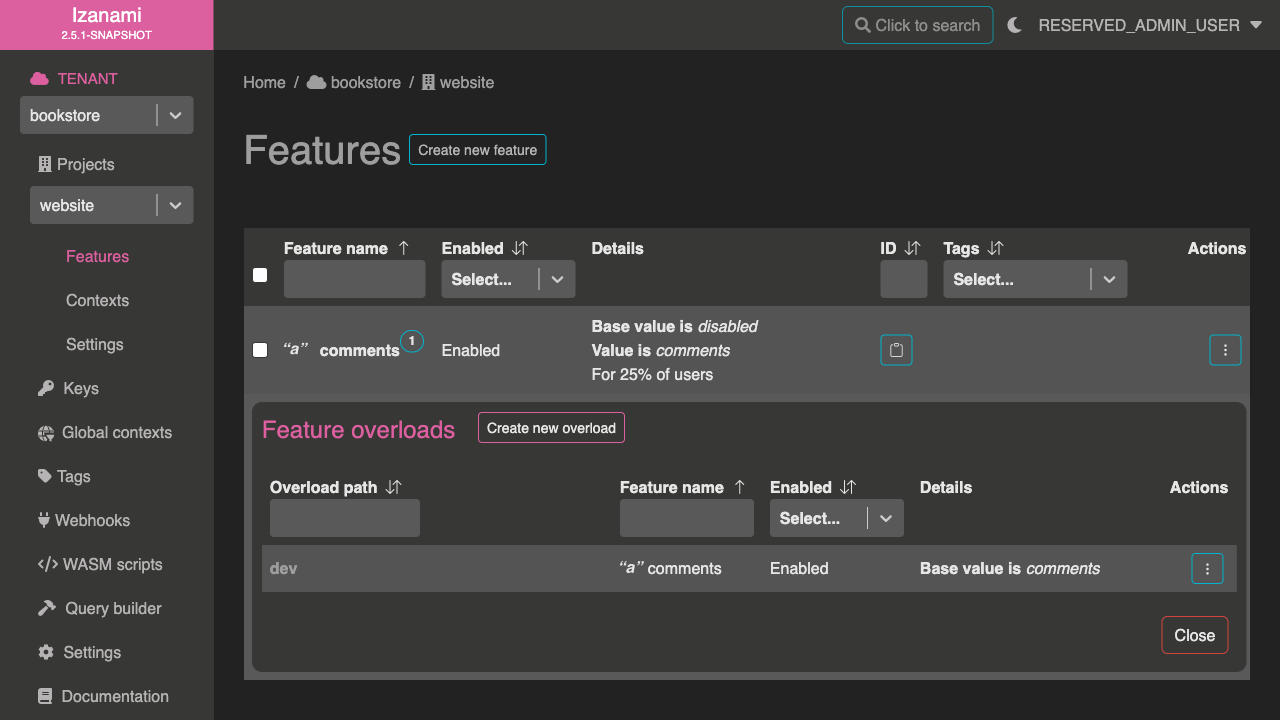 Izanami
2.5.1-SNAPSHOT
Click to search
RESERVED_ADMIN_USER
TENANT
bookstore
Projects
website
Features
Contexts
Settings
Keys
Global contexts
Tags
Webhooks
WASM scripts
Query builder
Settings
Documentation
Home / bookstore / website
Features
Create new feature
Feature name Enabled Details ID Tags Actions
Select... Select...
“a” comments 1 Enabled
Base value is disabled
Value is comments
For 25% of users
Feature overloads
Create new overload
Overload path Feature name Enabled Details Actions
Select...
dev “a” comments Enabled Base value is comments
Close